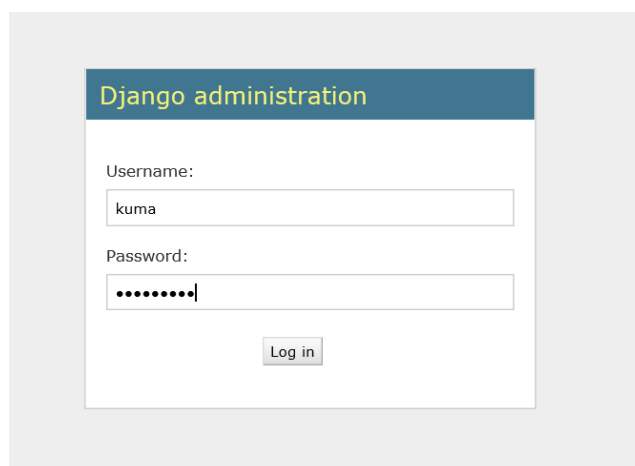 Django administration
Username:
kuma
Password:
•••••••••
Log in